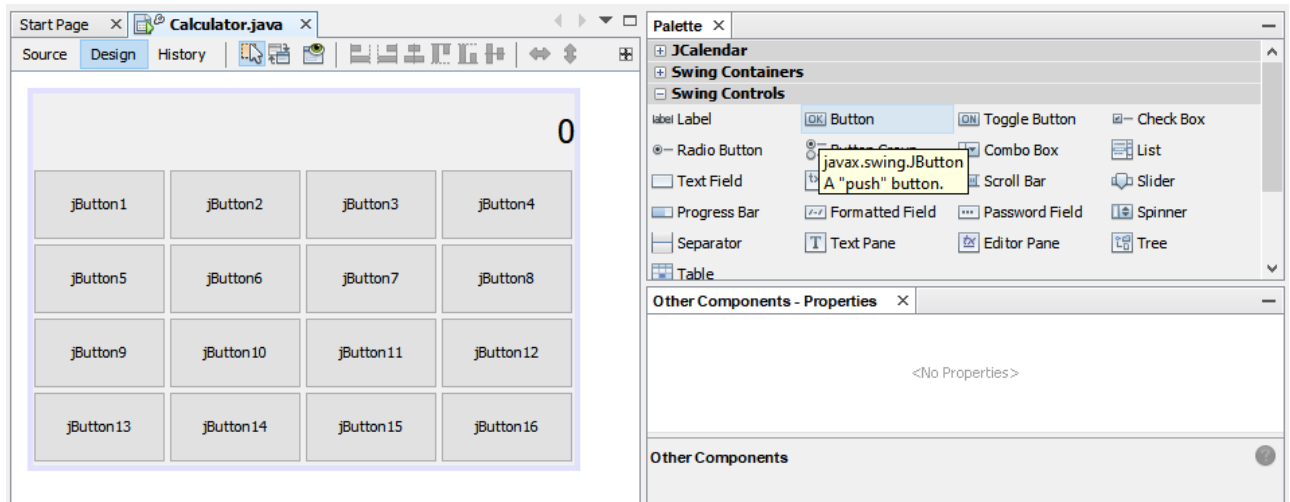 Start Page
Calculator.java
Source Design History
0
jButton1 jButton2 jButton3 jButton4
jButton5 jButton6 jButton7 jButton8
jButton9 jButton10 jButton11 jButton12
jButton13 jButton14 jButton15 jButton16
Palette
JCalendar
Swing Containers
Swing Controls
label Label OK Button ON Toggle Button Check Box
Radio Button Combo Box List
javax.swing.JButton
A "push" button.
Text Field Scroll Bar Slider
Progress Bar Formatted Field Password Field Spinner
Separator T Text Pane Editor Pane Tree
Table
Other Components - Properties
<No Properties>
Other Components
?